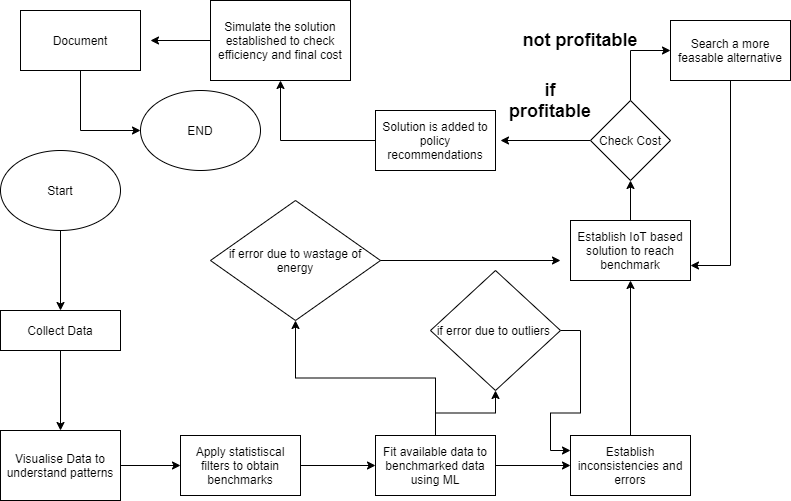 Document
Simulate the solution
established to check
efficiency and final cost
not profitable
Search a more
feasable alternative
END
if
profitable
Solution is added to
policy
recommendations
Check Cost
Start
if error due to wastage of
energy
Establish IoT based
solution to reach
benchmark
Collect Data
if error due to outliers
Visualise Data to
understand patterns
Apply statistiscal
filters to obtain
benchmarks
Fit available data to
benchmarked data
using ML
Establish
inconsistencies and
errors